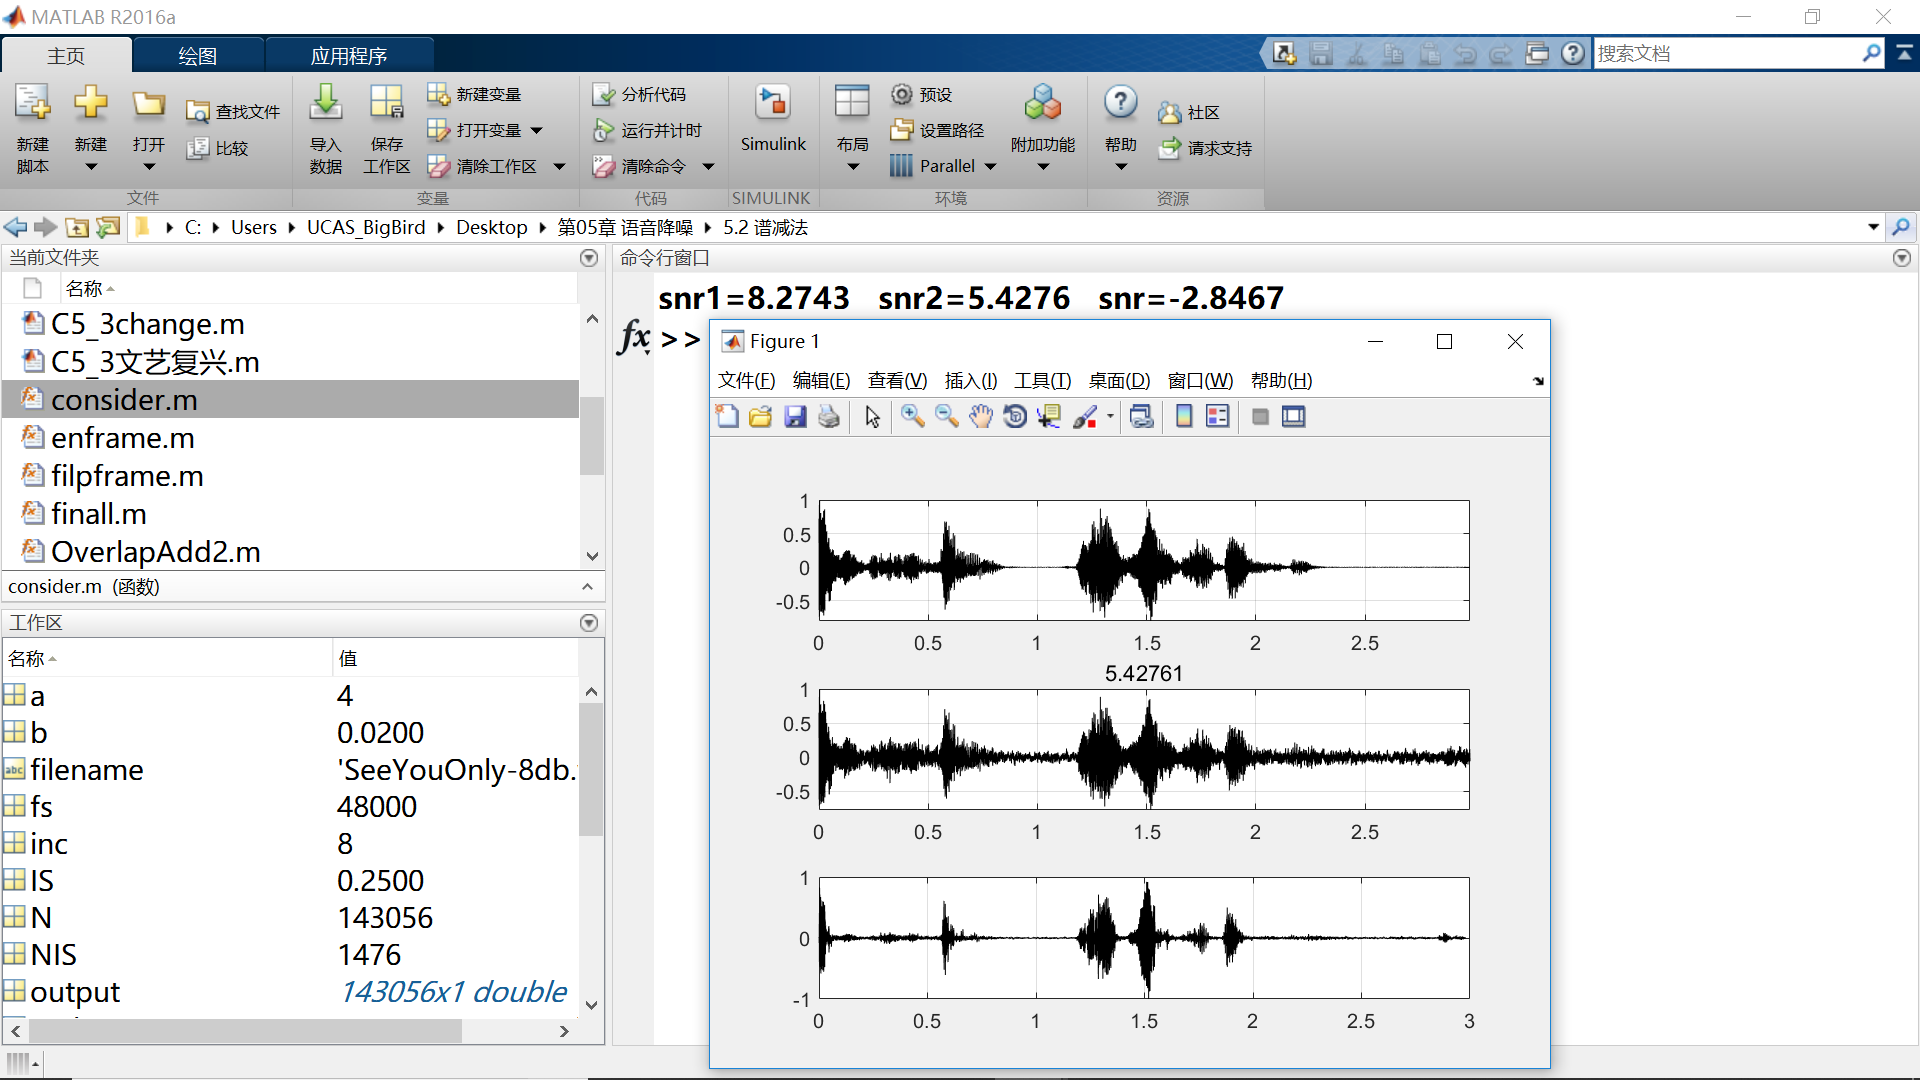 MATLAB R2016a
主页 绘图 应用程序 搜索文档
新建脚本 新建 打开 查找文件 比较
文件
导入数据 保存工作区 新建变量 打开变量 清除工作区
变量
分析代码 运行并计时 清除命令
代码
Simulink
SIMULINK
布局 预设 设置路径 Parallel 附加功能
环境
帮助 社区 请求支持
资源
C: Users UCAS_BigBird Desktop 第05章 语音降噪 5.2 谱减法
当前文件夹
名称
C5_3change.m
C5_3文艺复兴.m
consider.m
enframe.m
filpframe.m
finall.m
OverlapAdd2.m
consider.m (函数)
工作区
名称 值
a 4
b 0.0200
filename 'SeeYouOnly-8db.
fs 48000
inc 8
IS 0.2500
N 143056
NIS 1476
output 143056x1 double
命令行窗口
snr1=8.2743 snr2=5.4276 snr=-2.8467
fx >>
Figure 1
文件(F) 编辑(E) 查看(V) 插入(I) 工具(T) 桌面(D) 窗口(W) 帮助(H)
1
0.5
0
-0.5
0 0.5 1 1.5 2 2.5
5.42761
1
0.5
0
-0.5
0 0.5 1 1.5 2 2.5
1
0
-1
0 0.5 1 1.5 2 2.5 3